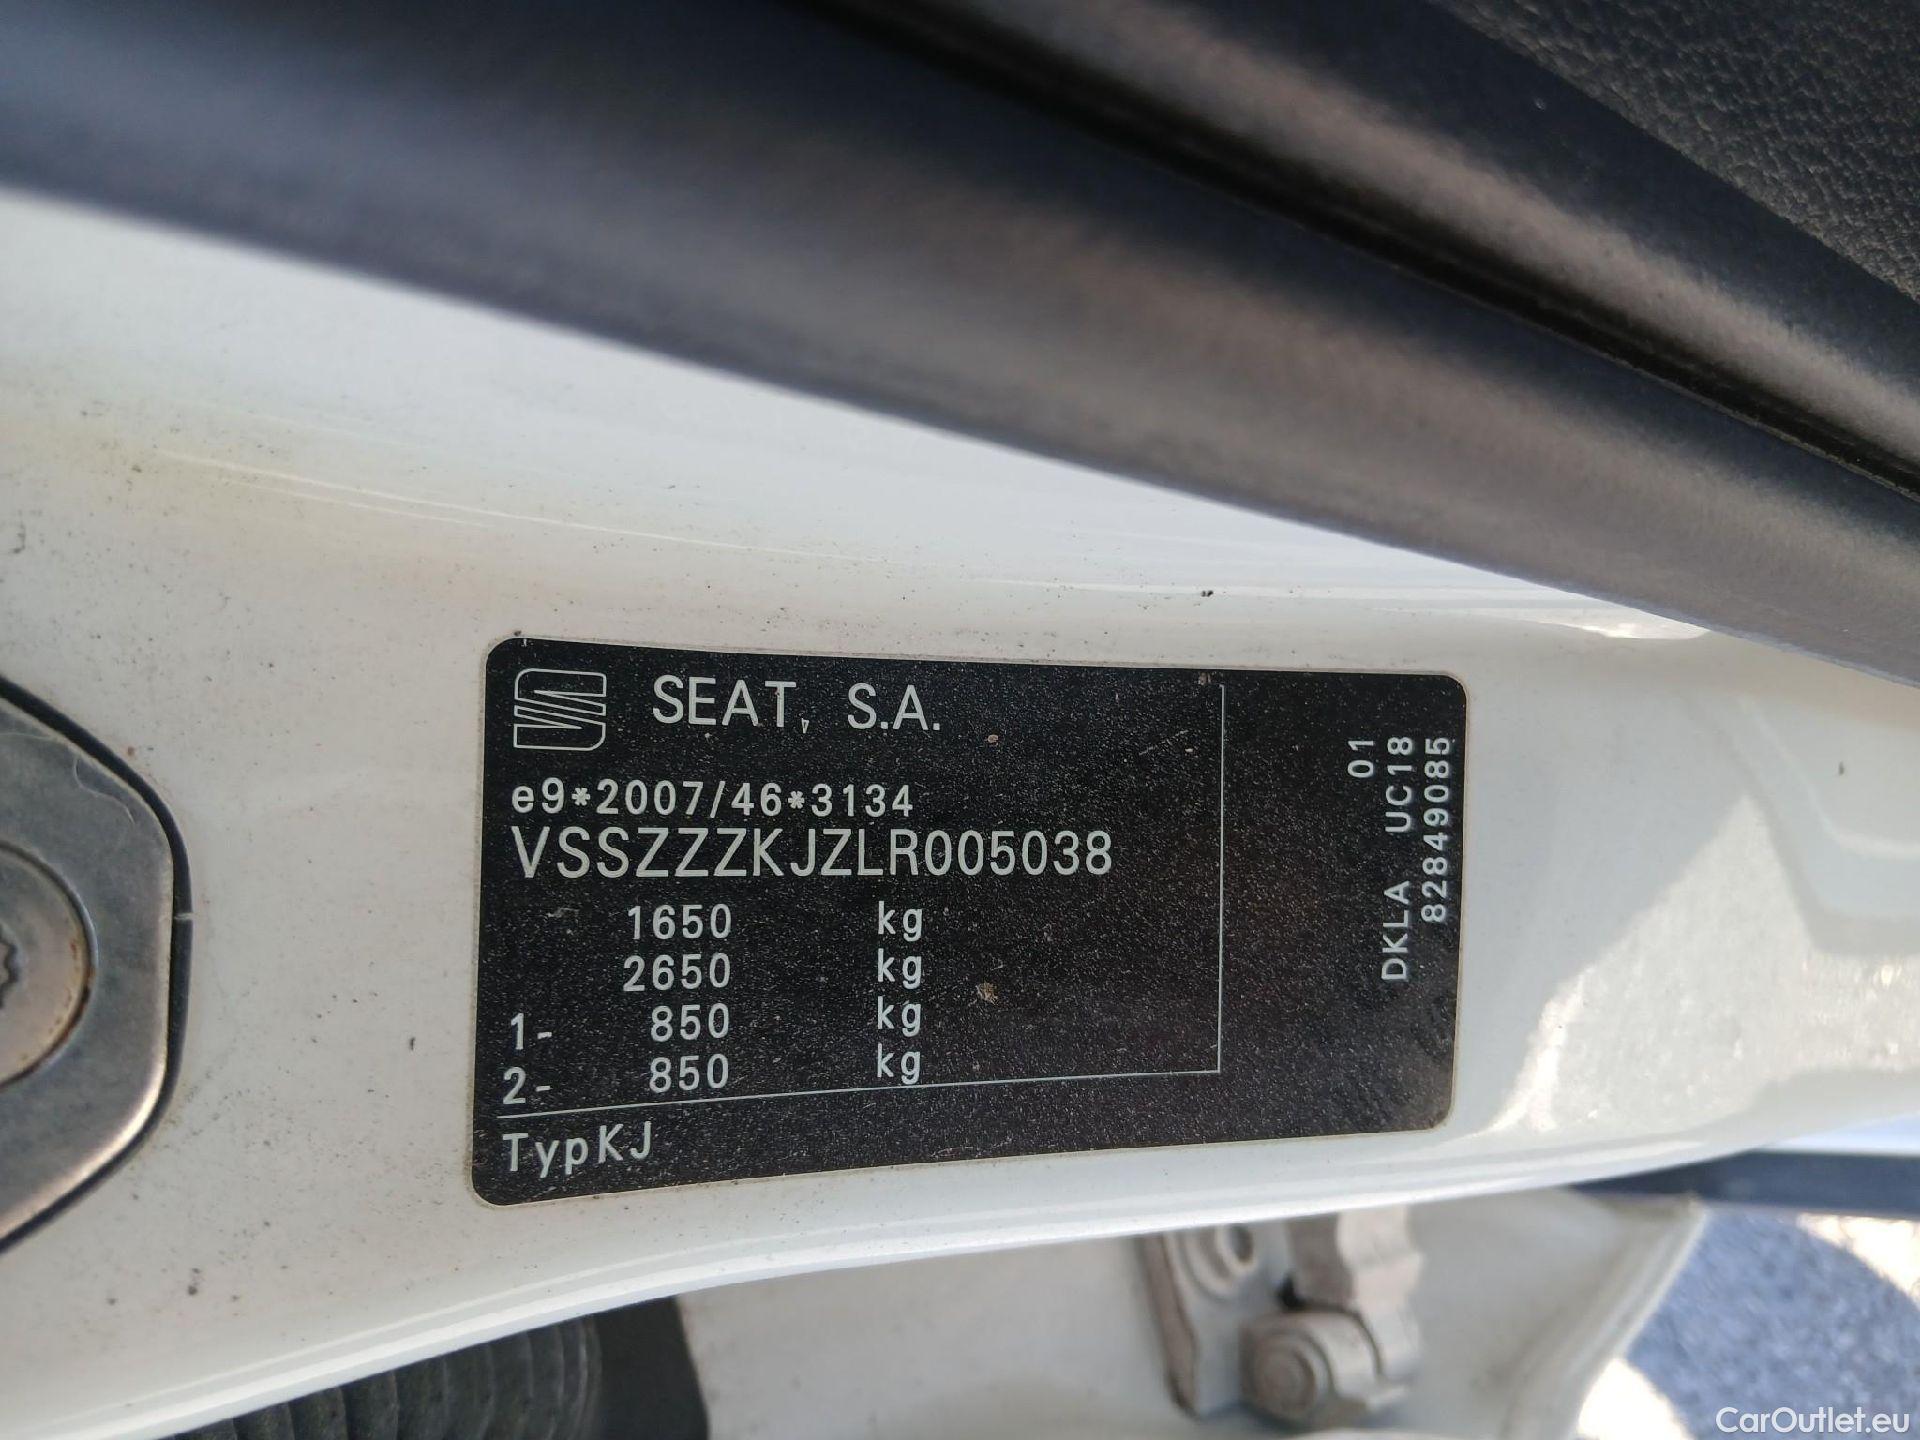 SEAT, S.A.
e9*2007/46*3134
VSSZZZKJZLR005038
1650 kg
2650 kg
1- 850 kg
2- 850 kg
TypKJ
01
DKLA UC18
82849085
CarOutlet.eu